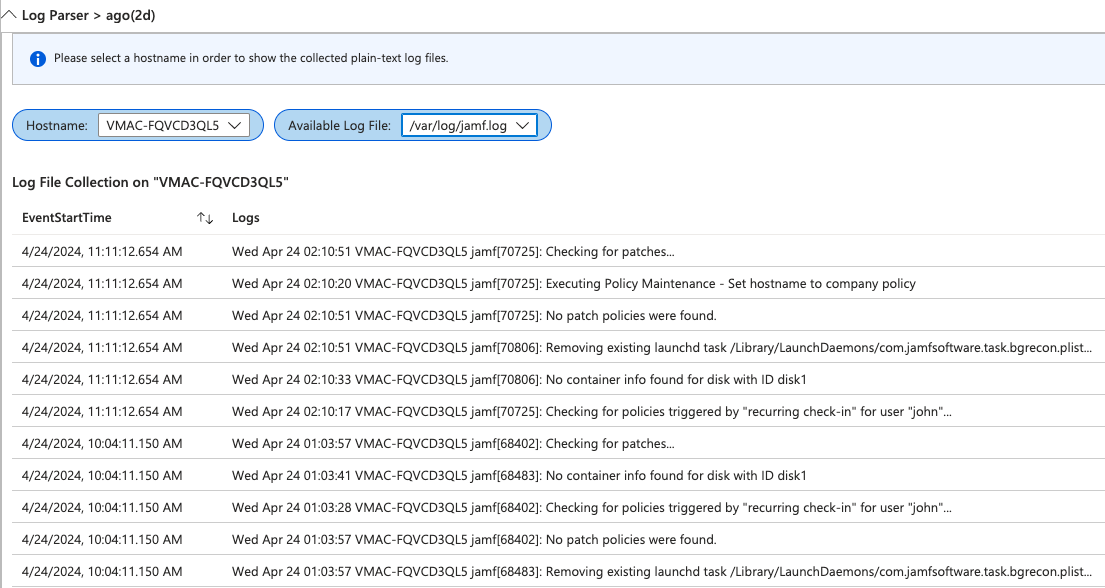 Log Parser > ago(2d)
Please select a hostname in order to show the collected plain-text log files.
Hostname: VMAC-FQVCD3QL5 Available Log File: /var/log/jamf.log
Log File Collection on "VMAC-FQVCD3QL5"
EventStartTime ↑↓ Logs
4/24/2024, 11:11:12.654 AM Wed Apr 24 02:10:51 VMAC-FQVCD3QL5 jamf[70725]: Checking for patches...
4/24/2024, 11:11:12.654 AM Wed Apr 24 02:10:20 VMAC-FQVCD3QL5 jamf[70725]: Executing Policy Maintenance - Set hostname to company policy
4/24/2024, 11:11:12.654 AM Wed Apr 24 02:10:51 VMAC-FQVCD3QL5 jamf[70725]: No patch policies were found.
4/24/2024, 11:11:12.654 AM Wed Apr 24 02:10:51 VMAC-FQVCD3QL5 jamf[70806]: Removing existing launchd task /Library/LaunchDaemons/com.jamfsoftware.task.bgrecon.plist...
4/24/2024, 11:11:12.654 AM Wed Apr 24 02:10:33 VMAC-FQVCD3QL5 jamf[70806]: No container info found for disk with ID disk1
4/24/2024, 11:11:12.654 AM Wed Apr 24 02:10:17 VMAC-FQVCD3QL5 jamf[70725]: Checking for policies triggered by "recurring check-in" for user "john"...
4/24/2024, 10:04:11.150 AM Wed Apr 24 01:03:57 VMAC-FQVCD3QL5 jamf[68402]: Checking for patches...
4/24/2024, 10:04:11.150 AM Wed Apr 24 01:03:41 VMAC-FQVCD3QL5 jamf[68483]: No container info found for disk with ID disk1
4/24/2024, 10:04:11.150 AM Wed Apr 24 01:03:28 VMAC-FQVCD3QL5 jamf[68402]: Checking for policies triggered by "recurring check-in" for user "john"...
4/24/2024, 10:04:11.150 AM Wed Apr 24 01:03:57 VMAC-FQVCD3QL5 jamf[68402]: No patch policies were found.
4/24/2024, 10:04:11.150 AM Wed Apr 24 01:03:57 VMAC-FQVCD3QL5 jamf[68483]: Removing existing launchd task /Library/LaunchDaemons/com.jamfsoftware.task.bgrecon.plist...